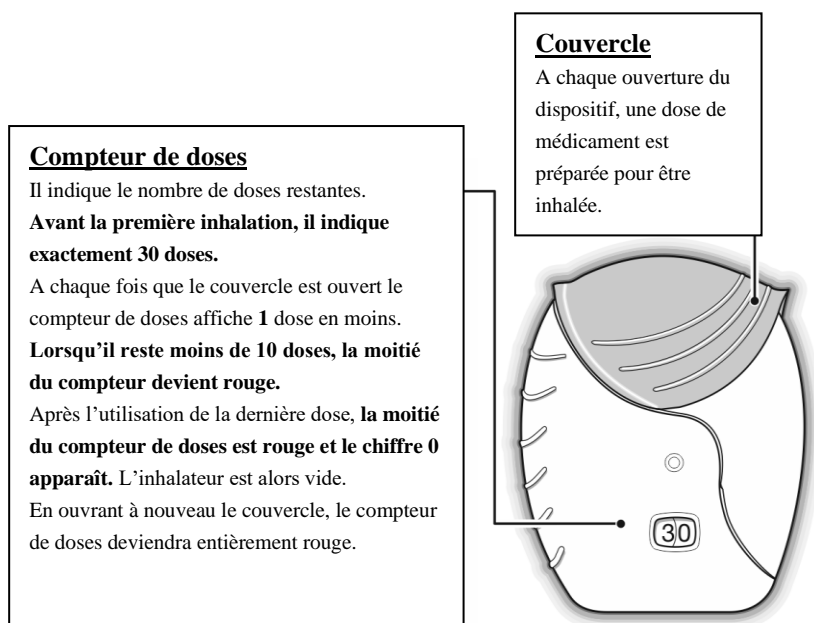 Couvercle
A chaque ouverture du
dispositif, une dose de
médicament est
préparée pour être
inhalée.
Compteur de doses
Il indique le nombre de doses restantes.
Avant la première inhalation, il indique
exactement 30 doses.
A chaque fois que le couvercle est ouvert le
compteur de doses affiche 1 dose en moins.
Lorsqu’il reste moins de 10 doses, la moitié
du compteur devient rouge.
Après l’utilisation de la dernière dose, la moitié
du compteur de doses est rouge et le chiffre 0
apparaît. L’inhalateur est alors vide.
En ouvrant à nouveau le couvercle, le compteur
de doses deviendra entièrement rouge.
30